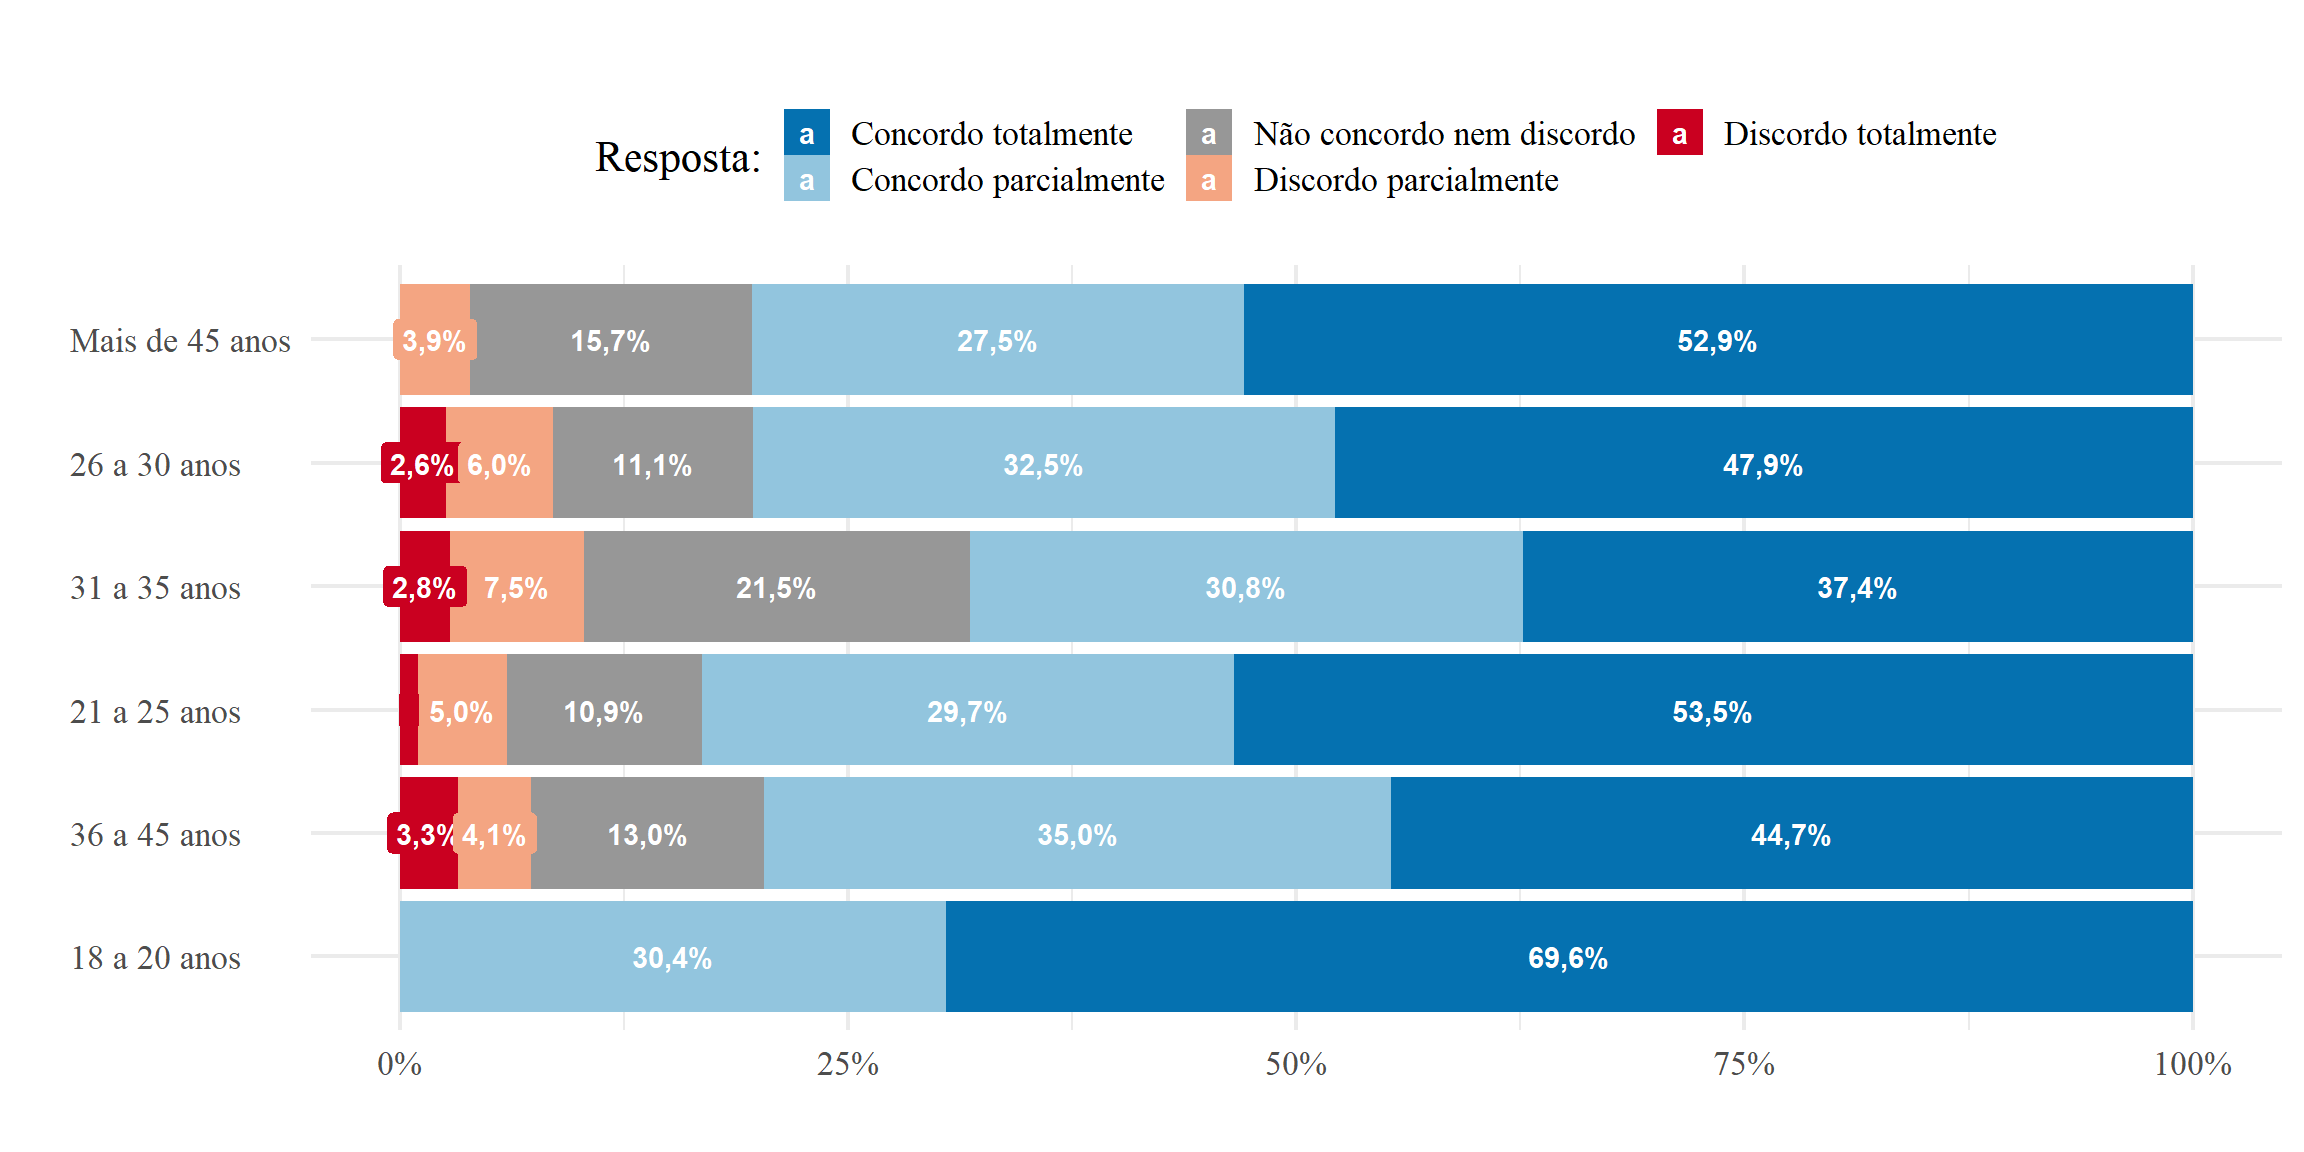 Resposta:
a Concordo totalmente a Não concordo nem discordo a Discordo totalmente
a Concordo parcialmente a Discordo parcialmente
Mais de 45 anos 3,9% 15,7% 27,5% 52,9%
26 a 30 anos 2,6% 6,0% 11,1% 32,5% 47,9%
31 a 35 anos 2,8% 7,5% 21,5% 30,8% 37,4%
21 a 25 anos 5,0% 10,9% 29,7% 53,5%
36 a 45 anos 3,3% 4,1% 13,0% 35,0% 44,7%
18 a 20 anos 30,4% 69,6%
0% 25% 50% 75% 100%